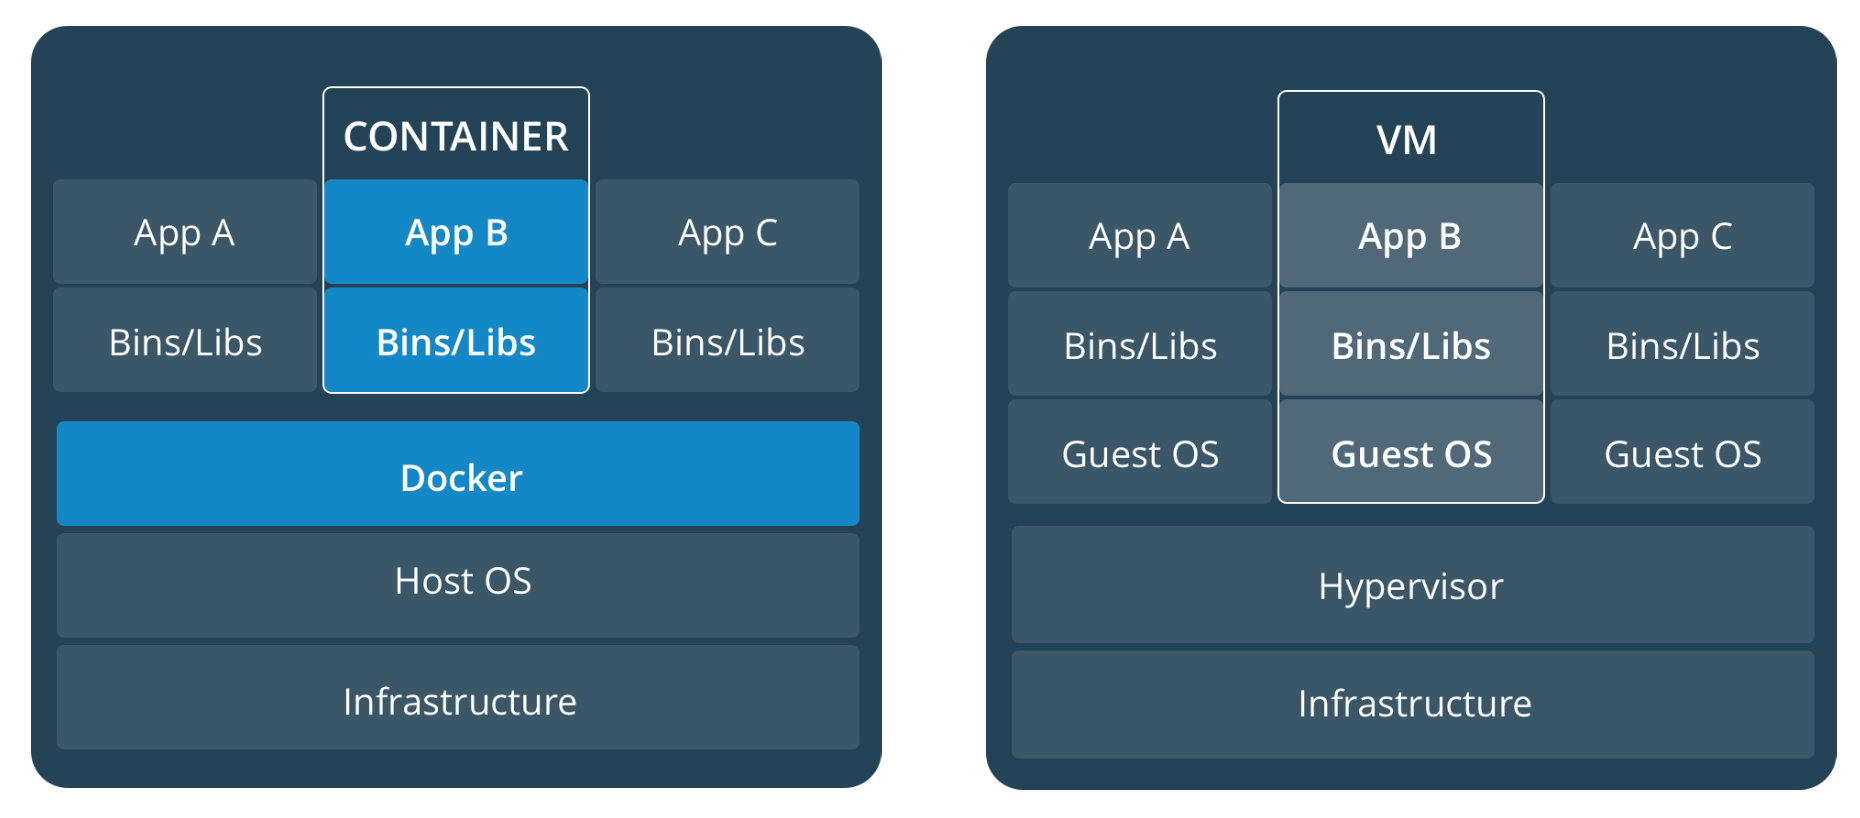 CONTAINER
App A
App B
App C
Bins/Libs
Bins/Libs
Bins/Libs
Docker
Host OS
Infrastructure
VM
App A
App B
App C
Bins/Libs
Bins/Libs
Bins/Libs
Guest OS
Guest OS
Guest OS
Hypervisor
Infrastructure